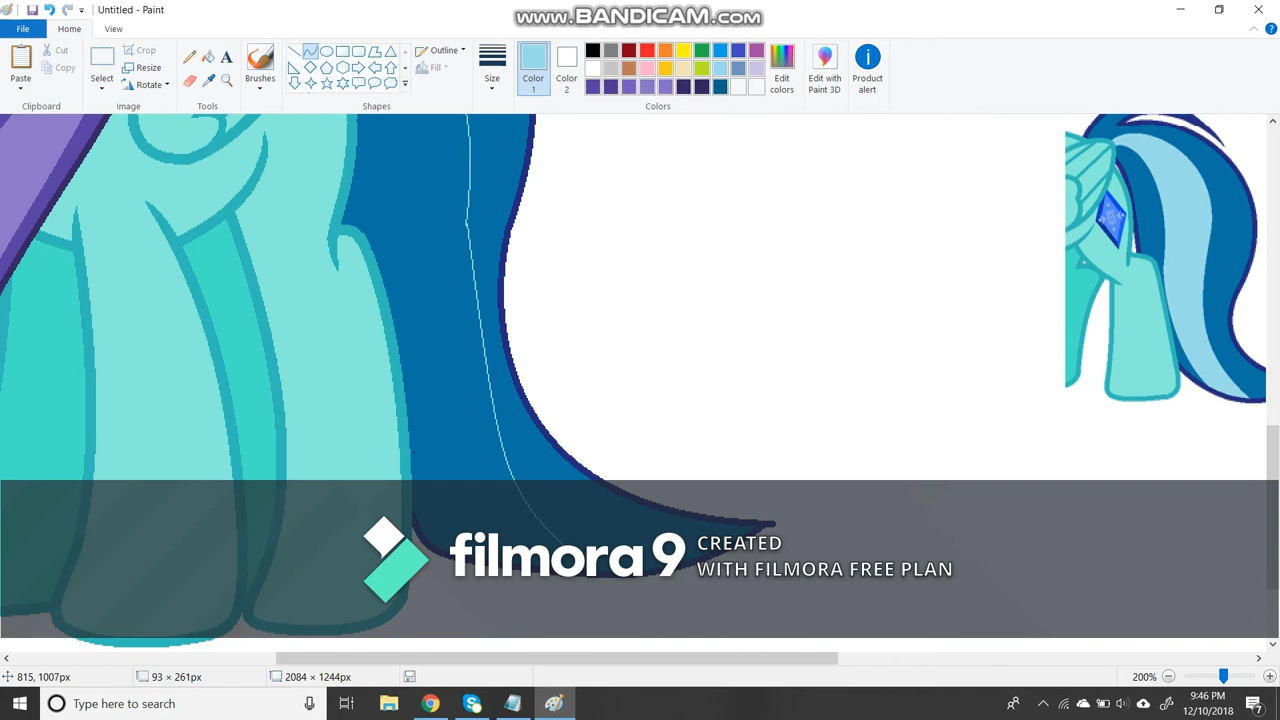 Untitled - Paint
www.BANDICAM.com
File
Home
View
Paste
Cut
Copy
Clipboard
Select
Crop
Resize
Rotate
Image
A
Tools
Brushes
Outline
Fill
Shapes
Size
Color
1
Color
2
Edit
colors
Colors
Edit with
Paint 3D
Product
alert
filmora9
CREATED
WITH FILMORA FREE PLAN
815, 1007px
93 × 261px
2084 × 1244px
200%
Type here to search
9:46 PM
12/10/2018
7